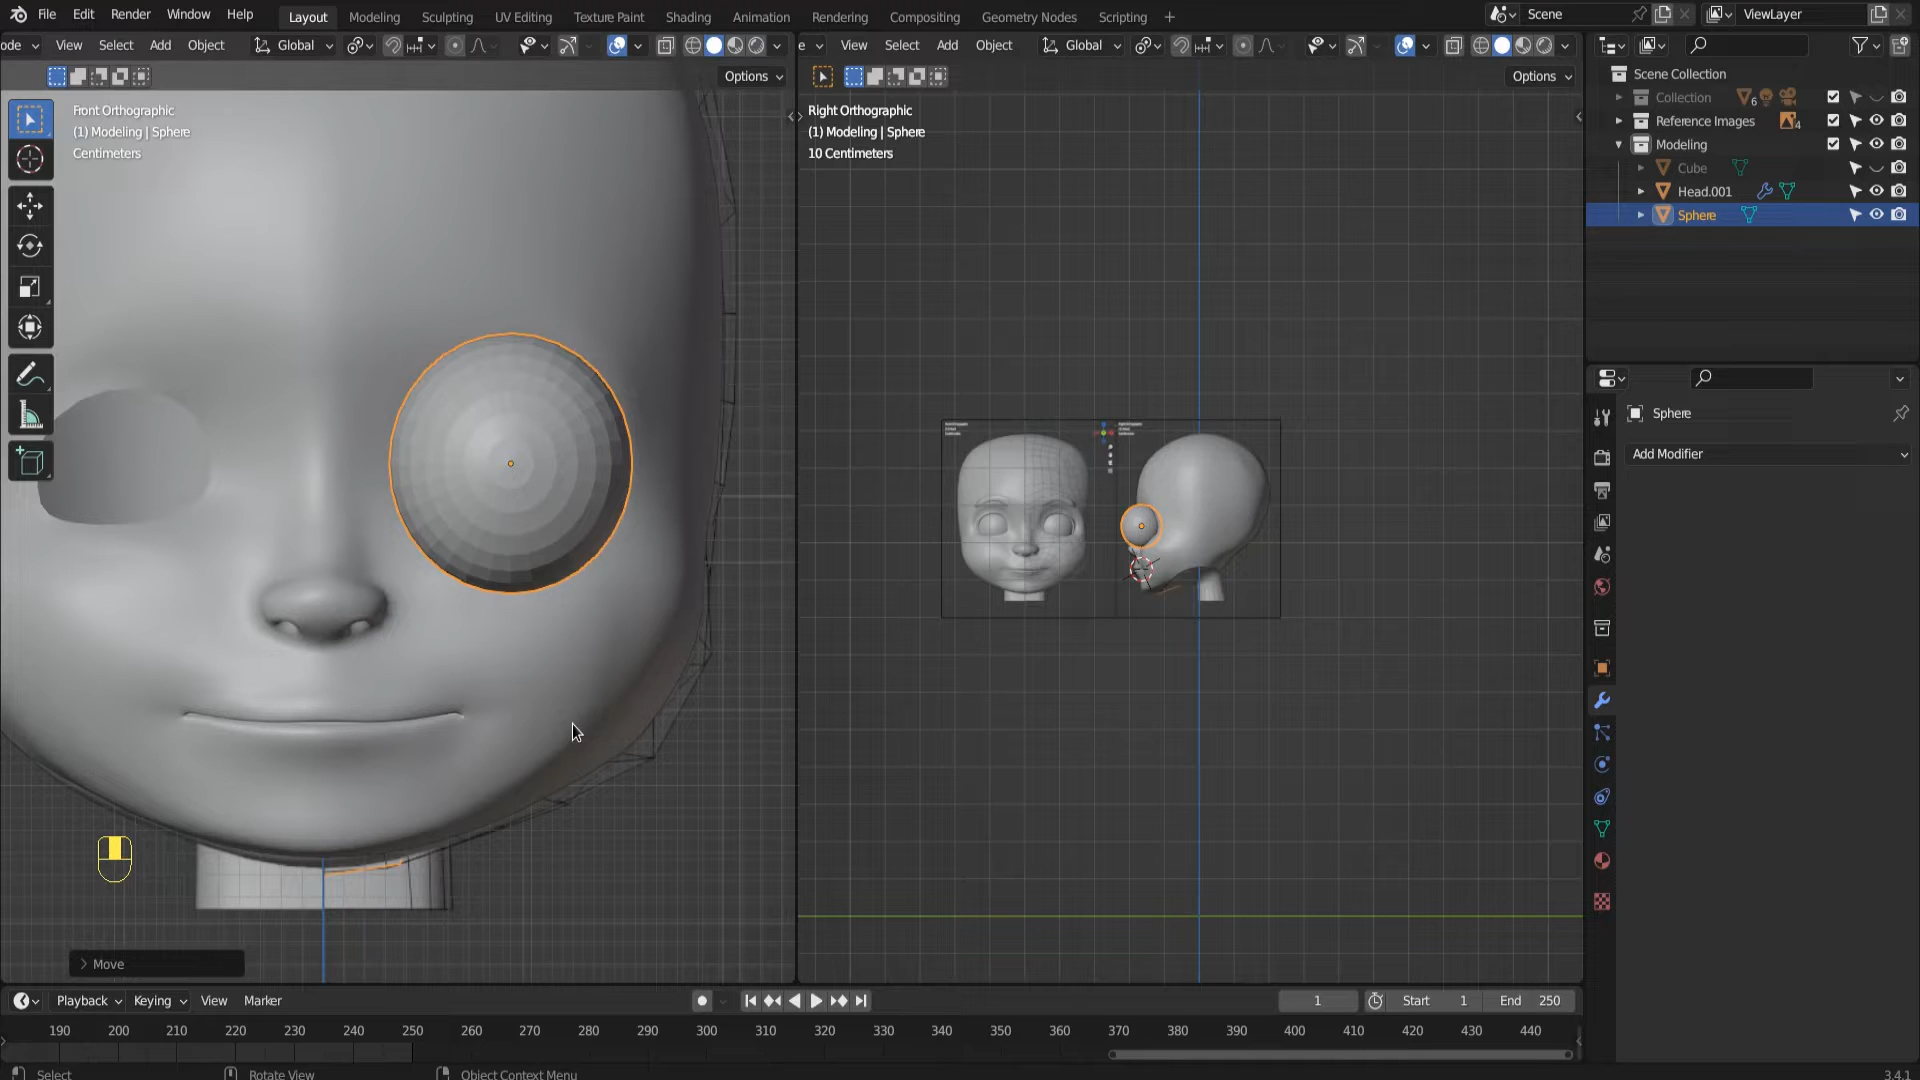 File Edit Render Window Help Layout Modeling Sculpting UV Editing Texture Paint Shading Animation Rendering Compositing Geometry Nodes Scripting + Scene ViewLayer
ode View Select Add Object Global
e View Select Add Object Global
Options
Options
Front Orthographic
(1) Modeling | Sphere
Centimeters
Right Orthographic
(1) Modeling | Sphere
10 Centimeters
Scene Collection
Collection 6
Reference Images 4
Modeling
Cube
Head.001
Sphere
Sphere
Add Modifier
Move
Playback Keying View Marker 1 Start 1 End 250
190 200 210 220 230 240 250 260 270 280 290 300 310 320 330 340 350 360 370 380 390 400 410 420 430 440
Select Rotate View Object Context Menu 3.4.1